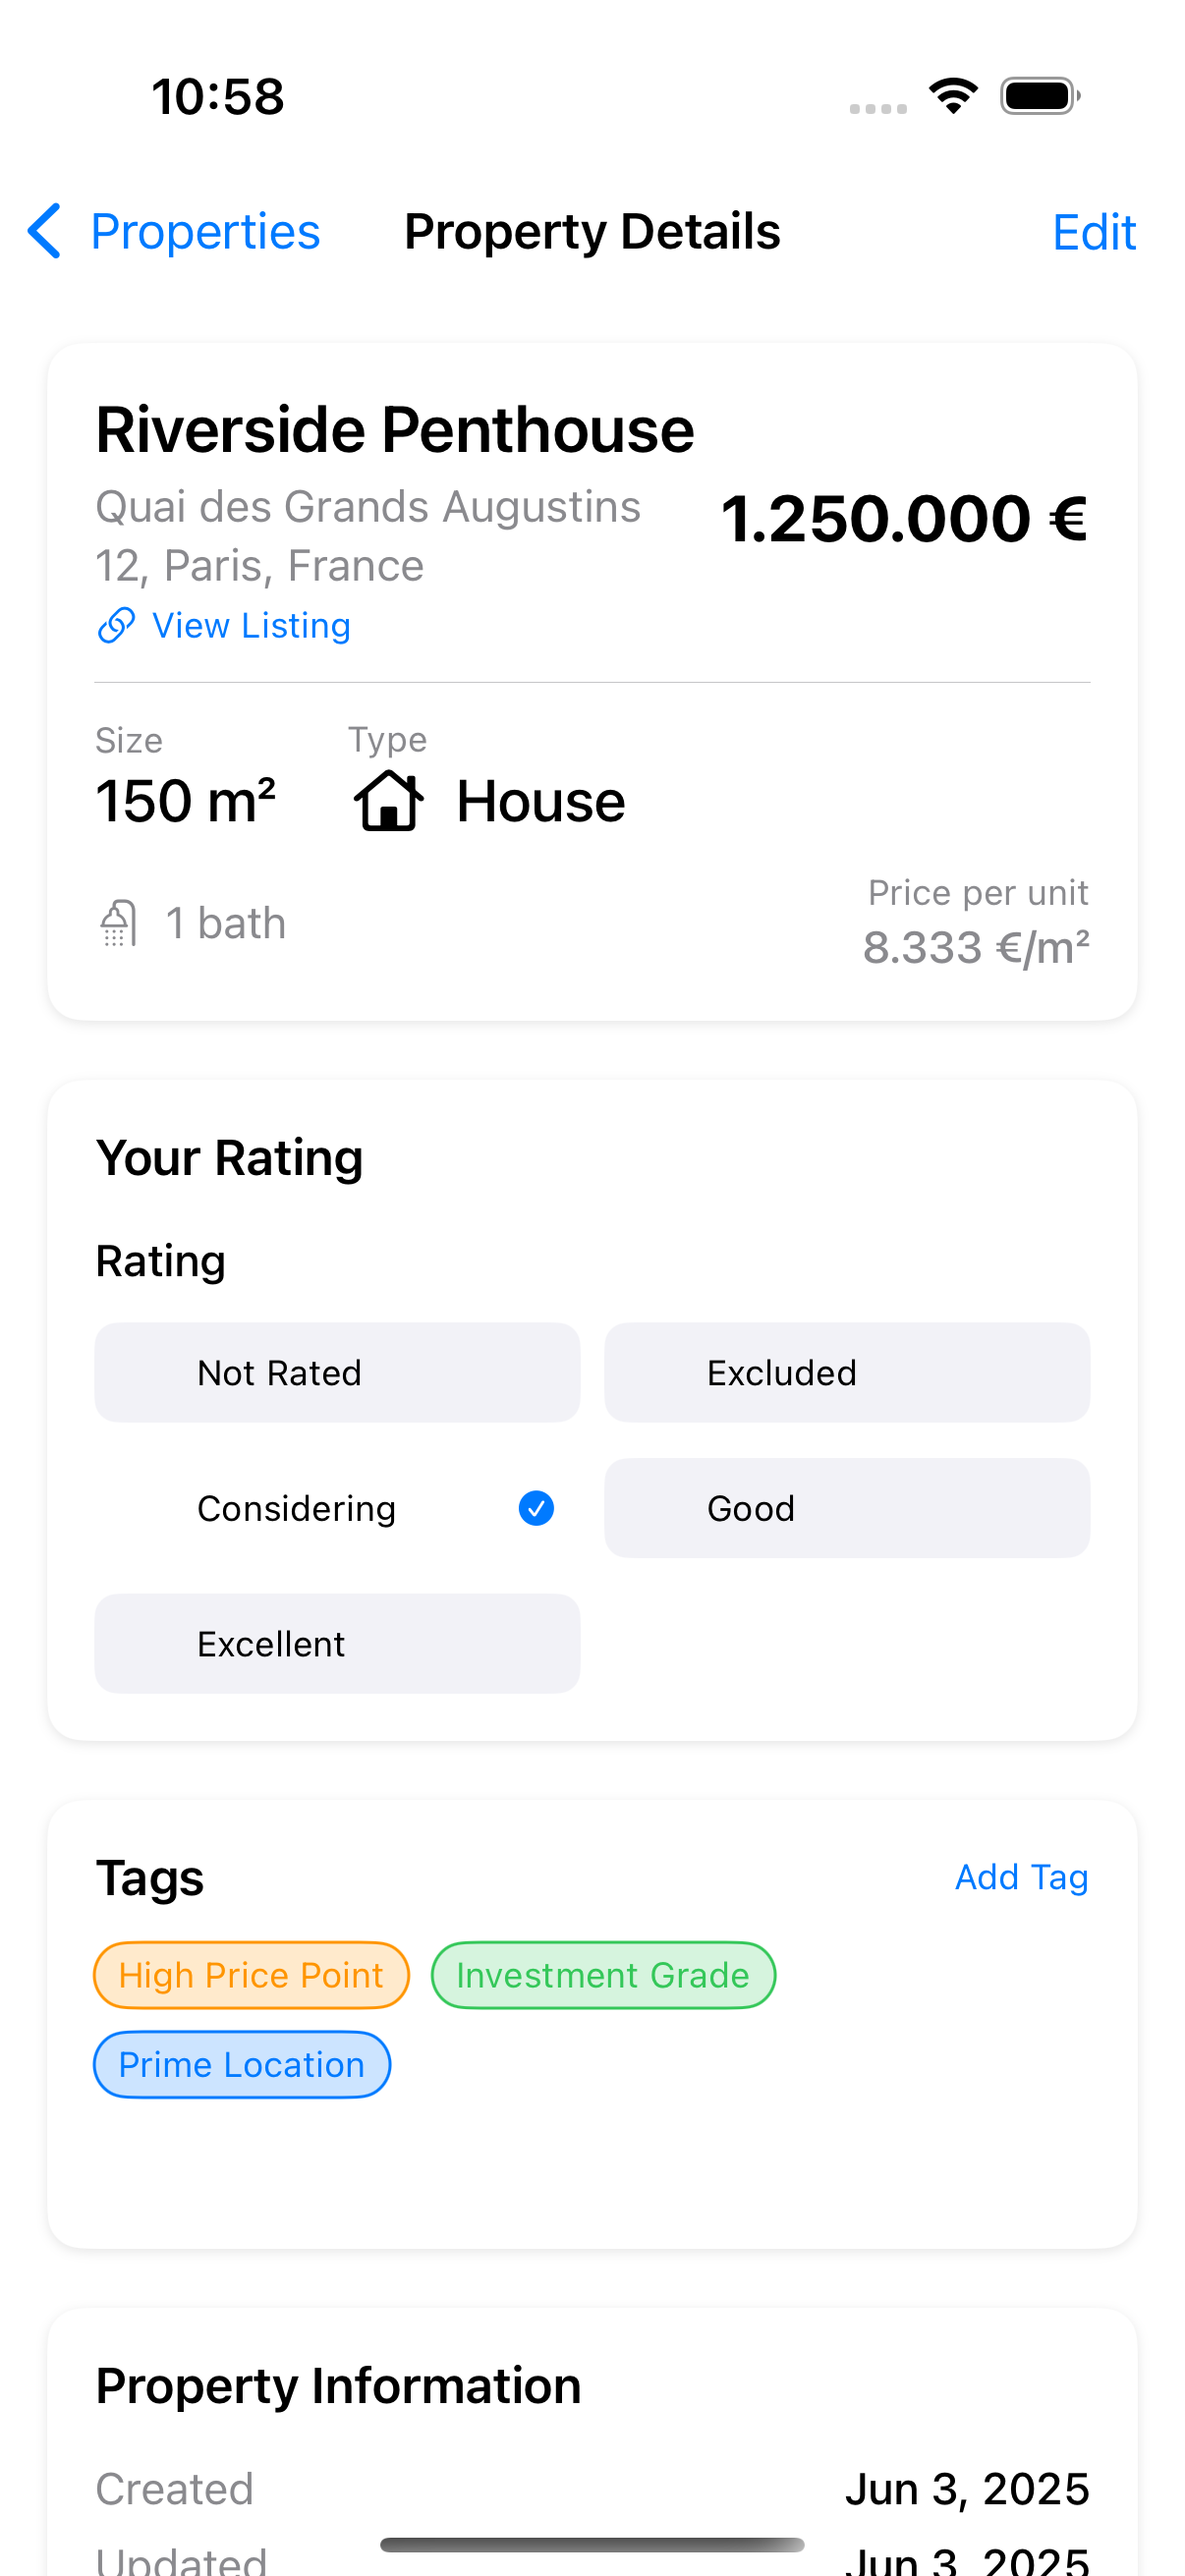 10:58
Properties
Property Details
Edit
Riverside Penthouse
Quai des Grands Augustins
12, Paris, France
1.250.000 €
View Listing
Size
Type
150 m²
House
1 bath
Price per unit
8.333 €/m²
Your Rating
Rating
Not Rated
Excluded
Considering
Good
Excellent
Tags
Add Tag
High Price Point
Investment Grade
Prime Location
Property Information
Created
Jun 3, 2025
Updated
Jun 3, 2025